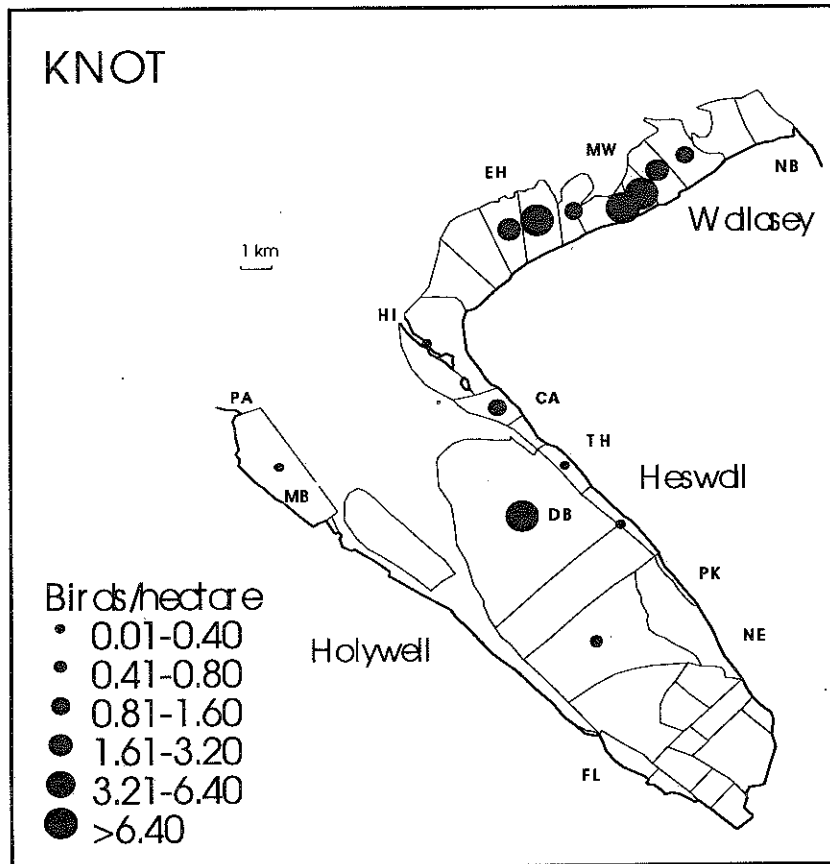 KNOT
MW
EH
NB
Wallasey
1 km
HI
CA
PA
TH
Heswall
MB
DB
PK
Birds/hectare
0.01-0.40
NE
Holywell
0.41-0.80
0.81-1.60
1.61-3.20
FL
3.21-6.40
>6.40